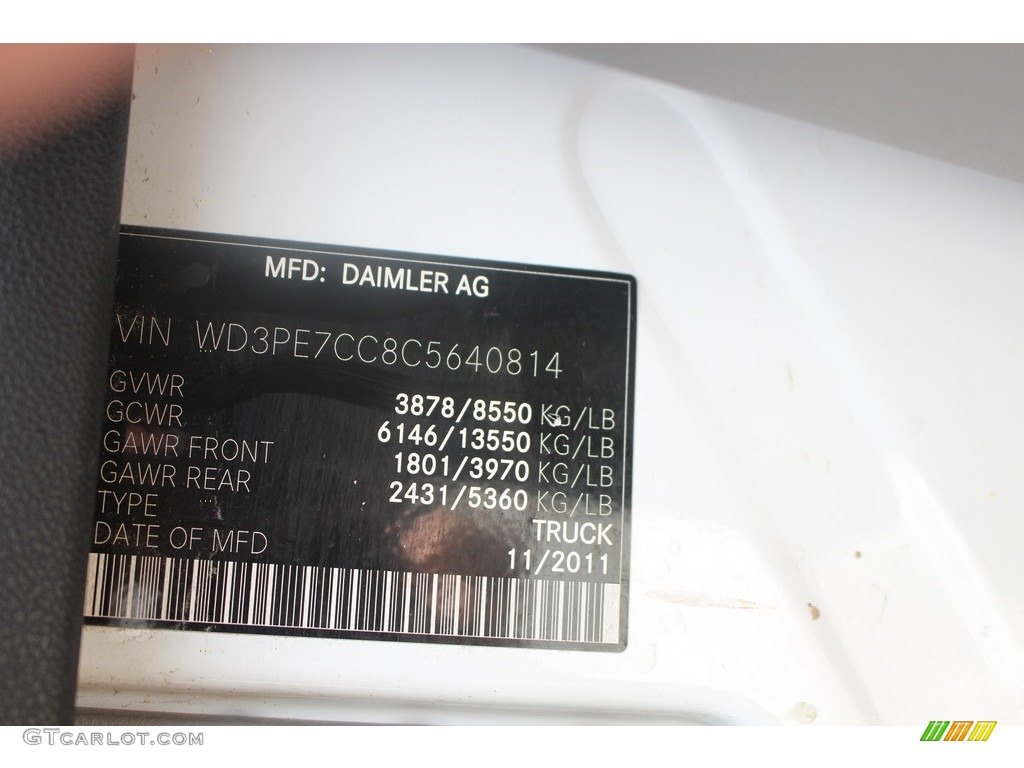 MFD: DAIMLER AG
VIN WD3PE7CC8C5640814
GVWR 3878/8550 KG/LB
GCWR 6146/13550 KG/LB
GAWR FRONT 1801/3970 KG/LB
GAWR REAR 2431/5360 KG/LB
TYPE TRUCK
DATE OF MFD 11/2011
GTcarlot.com